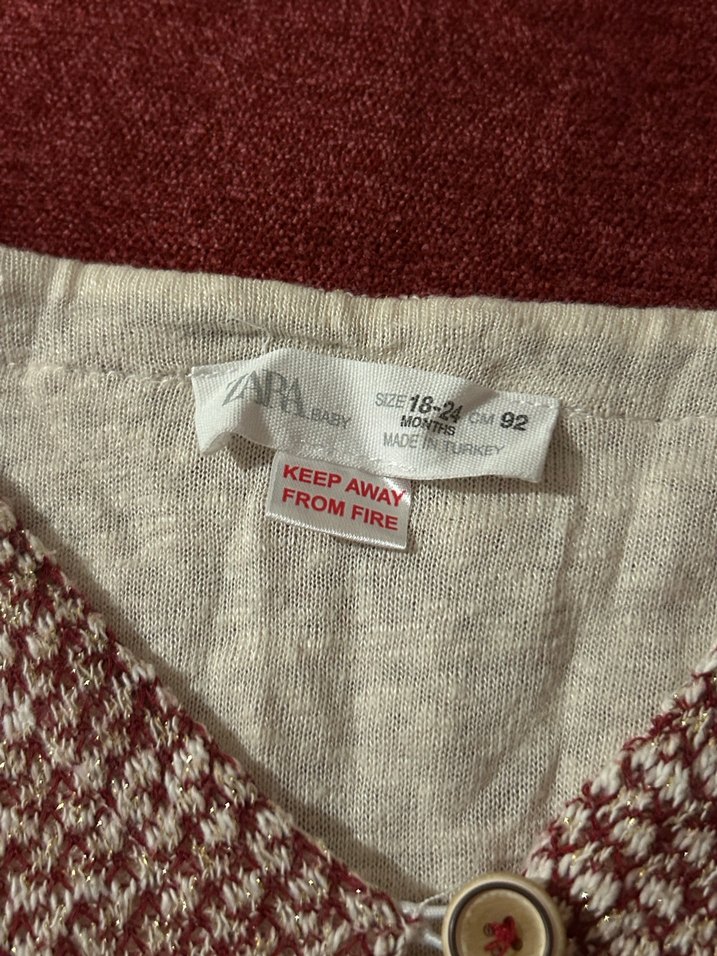 ZARA BABY
SIZE 18-24 CM 92
MONTHS
MADE IN TURKEY
KEEP AWAY
FROM FIRE